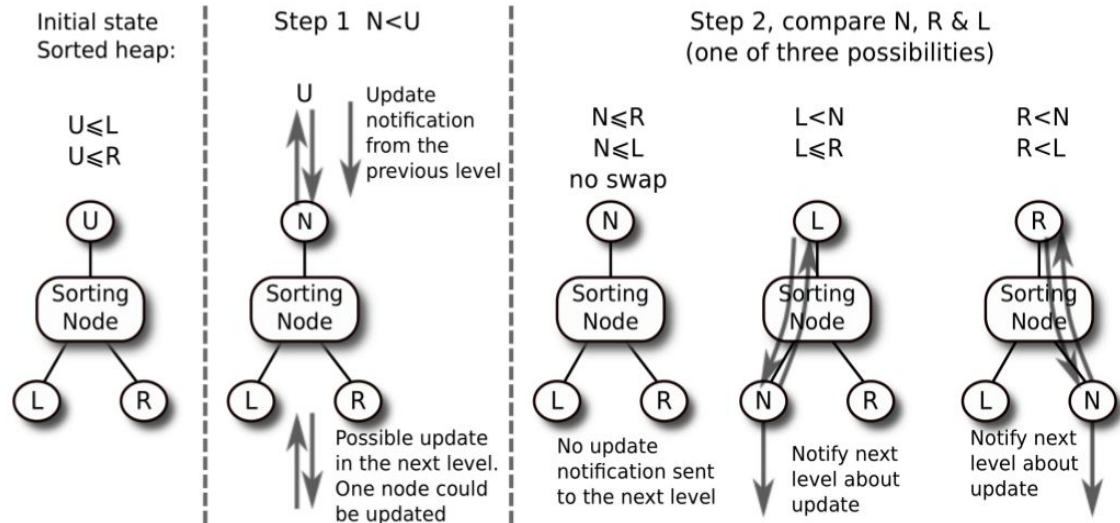 Initial state
Sorted heap:
U⩽L
U⩽R
U
Sorting
Node
L
R
Step 1 N<U
U
Update
notification
from the
previous level
N
Sorting
Node
L
R
Possible update
in the next level.
One node could
be updated
Step 2, compare N, R & L
(one of three possibilities)
N⩽R
N⩽L
no swap
N
Sorting
Node
L
R
No update
notification sent
to the next level
L<N
L⩽R
L
Sorting
Node
N
R
Notify next
level about
update
R<N
R<L
R
Sorting
Node
L
N
Notify next
level about
update